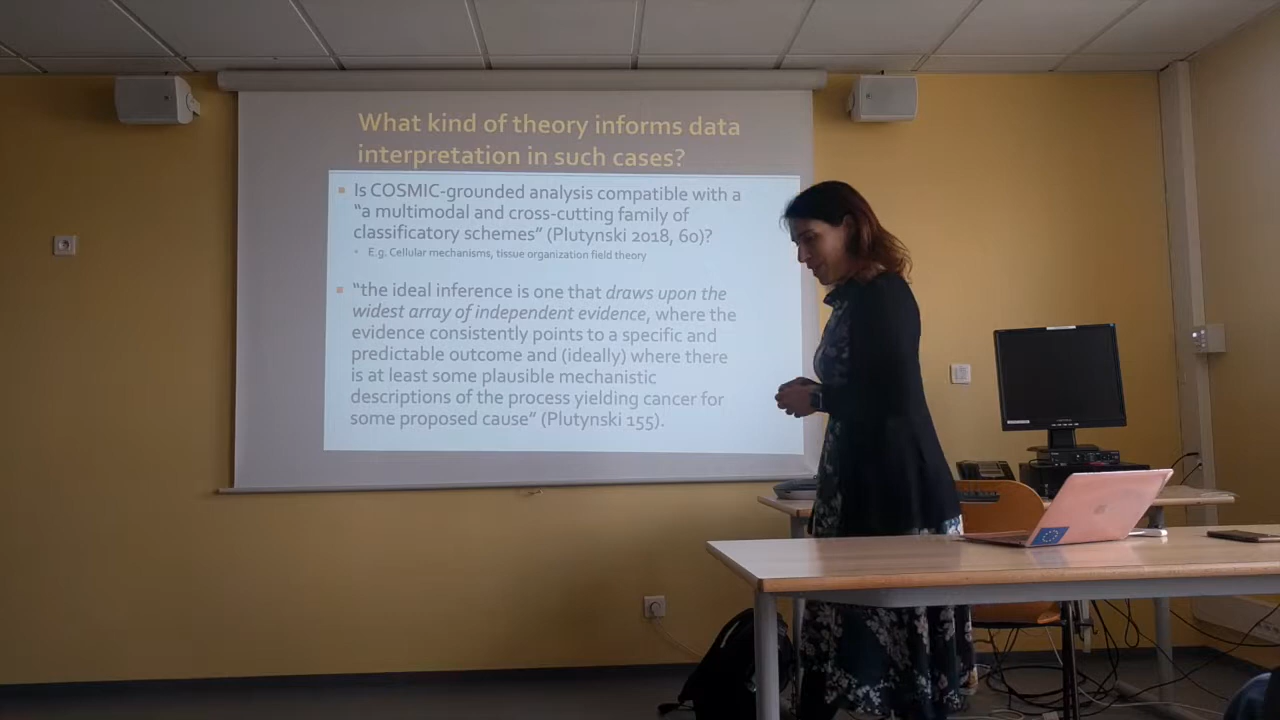 What kind of theory informs data
interpretation in such cases?
Is COSMIC-grounded analysis compatible with a
“a multimodal and cross-cutting family of
classificatory schemes” (Plutynski 2018, 60)?
E.g. Cellular mechanisms, tissue organization field theory
“the ideal inference is one that draws upon the
widest array of independent evidence, where the
evidence consistently points to a specific and
predictable outcome and (ideally) where there
is at least some plausible mechanistic
descriptions of the process yielding cancer for
some proposed cause” (Plutynski 155).